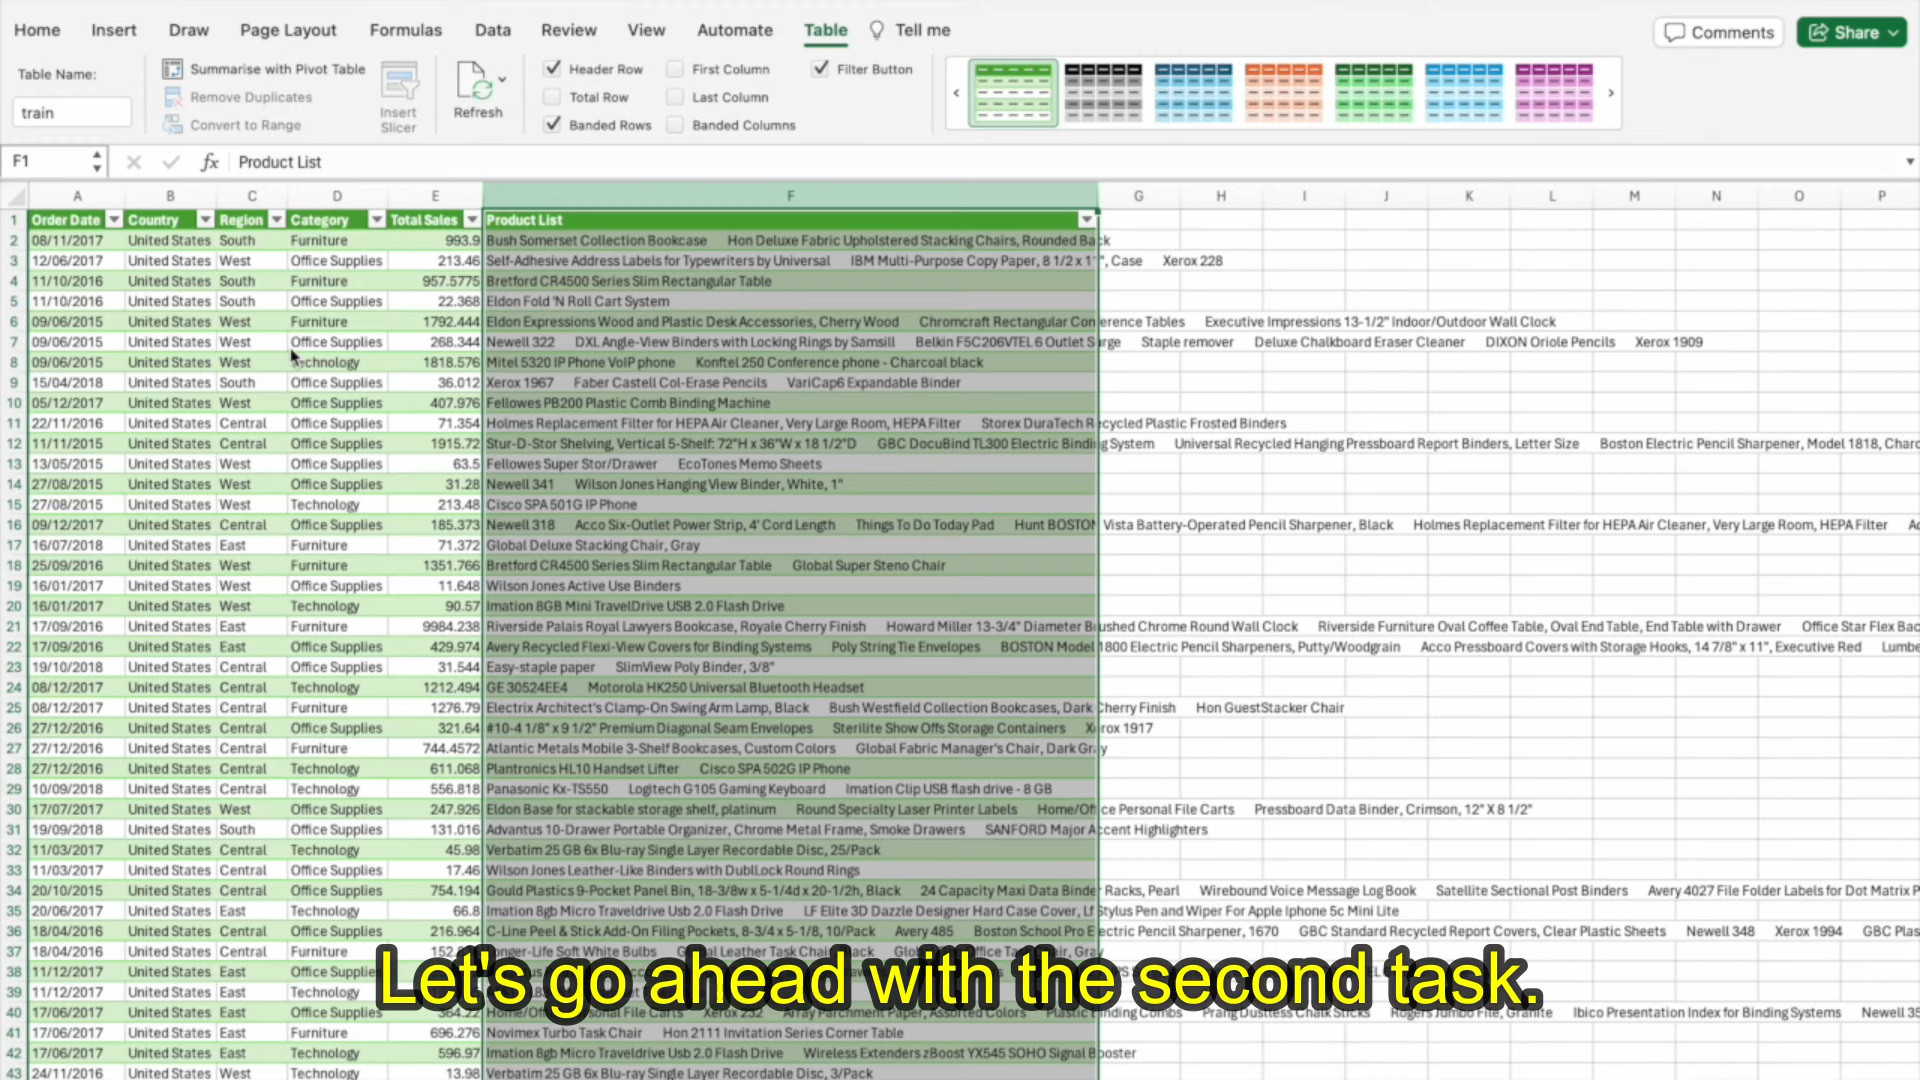 Home Insert Draw Page Layout Formulas Data Review View Automate Table Tell me Comments Share
Table Name: Summarise with Pivot Table Header Row First Column Filter Button
train Remove Duplicates Insert Slicer Refresh Total Row Last Column
Convert to Range Banded Rows Banded Columns
F1 fx Product List
A B C D E F G H I J K L M N O P
1 Order Date Country Region Category Total Sales Product List
2 08/11/2017 United States South Furniture 993.9 Bush Somerset Collection Bookcase Hon Deluxe Fabric Upholstered Stacking Chairs, Rounded Back
3 12/06/2017 United States West Office Supplies 213.46 Self-Adhesive Address Labels for Typewriters by Universal IBM Multi-Purpose Copy Paper, 8 1/2 x 11", Case Xerox 228
4 11/10/2016 United States South Furniture 957.5775 Bretford CR4500 Series Slim Rectangular Table
5 11/10/2016 United States South Office Supplies 22.368 Eldon Fold 'N Roll Cart System
6 09/06/2015 United States West Furniture 1792.444 Eldon Expressions Wood and Plastic Desk Accessories, Cherry Wood Chromcraft Rectangular Conference Tables Executive Impressions 13-1/2" Indoor/Outdoor Wall Clock
7 09/06/2015 United States West Office Supplies 268.344 Newell 322 DXL Angle-View Binders with Locking Rings by Samsill Belkin F5C206VTEL 6 Outlet Surge Staple remover Deluxe Chalkboard Eraser Cleaner DIXON Oriole Pencils Xerox 1909
8 09/06/2015 United States West Technology 1818.576 Mitel 5320 IP Phone VoIP phone Konftel 250 Conference phone - Charcoal black
9 15/04/2018 United States South Office Supplies 36.012 Xerox 1967 Faber Castell Col-Erase Pencils VariCap6 Expandable Binder
10 05/12/2017 United States West Office Supplies 407.976 Fellowes PB200 Plastic Comb Binding Machine
11 22/11/2016 United States Central Office Supplies 71.354 Holmes Replacement Filter for HEPA Air Cleaner, Very Large Room, HEPA Filter Storex DuraTech Recycled Plastic Frosted Binders
12 11/11/2015 United States Central Office Supplies 1915.72 Stur-D-Stor Shelving, Vertical 5-Shelf: 72"H x 36"W x 18 1/2"D GBC DocuBind TL300 Electric Binding System Universal Recycled Hanging Pressboard Report Binders, Letter Size Boston Electric Pencil Sharpener, Model 1818, Charc
13 13/05/2015 United States West Office Supplies 63.5 Fellowes Super Stor/Drawer EcoTones Memo Sheets
14 27/08/2015 United States West Office Supplies 31.28 Newell 341 Wilson Jones Hanging View Binder, White, 1"
15 27/08/2015 United States West Technology 213.48 Cisco SPA 501G IP Phone
16 09/12/2017 United States Central Office Supplies 185.373 Newell 318 Acco Six-Outlet Power Strip, 4' Cord Length Things To Do Today Pad Hunt BOSTON Vista Battery-Operated Pencil Sharpener, Black Holmes Replacement Filter for HEPA Air Cleaner, Very Large Room, HEPA Filter Ac
17 16/07/2018 United States East Furniture 71.372 Global Deluxe Stacking Chair, Gray
18 25/09/2016 United States West Furniture 1351.766 Bretford CR4500 Series Slim Rectangular Table Global Super Steno Chair
19 16/01/2017 United States West Office Supplies 11.648 Wilson Jones Active Use Binders
20 16/01/2017 United States West Technology 90.57 Imation 8GB Mini TravelDrive USB 2.0 Flash Drive
21 17/09/2016 United States East Furniture 9984.238 Riverside Palais Royal Lawyers Bookcase, Royale Cherry Finish Howard Miller 13-3/4" Diameter Brushed Chrome Round Wall Clock Riverside Furniture Oval Coffee Table, Oval End Table, End Table with Drawer Office Star Flex Bac
22 17/09/2016 United States East Office Supplies 429.974 Avery Recycled Flexi-View Covers for Binding Systems Poly String Tie Envelopes BOSTON Model 1800 Electric Pencil Sharpeners, Putty/Woodgrain Acco Pressboard Covers with Storage Hooks, 14 7/8" x 11", Executive Red Lumbe
23 19/10/2018 United States Central Office Supplies 31.544 Easy-staple paper SlimView Poly Binder, 3/8"
24 08/12/2017 United States Central Technology 1212.494 GE 30524EE4 Motorola HK250 Universal Bluetooth Headset
25 08/12/2017 United States Central Furniture 1276.79 Electrix Architect's Clamp-On Swing Arm Lamp, Black Bush Westfield Collection Bookcases, Dark Cherry Finish Hon GuestStacker Chair
26 27/12/2016 United States Central Office Supplies 321.64 #10-4 1/8" x 9 1/2" Premium Diagonal Seam Envelopes Sterilite Show Offs Storage Containers Xerox 1917
27 27/12/2016 United States Central Furniture 744.4572 Atlantic Metals Mobile 3-Shelf Bookcases, Custom Colors Global Fabric Manager's Chair, Dark Gray
28 27/12/2016 United States Central Technology 611.068 Plantronics HL10 Handset Lifter Cisco SPA 502G IP Phone
29 10/09/2018 United States Central Technology 556.818 Panasonic Kx-TS550 Logitech G105 Gaming Keyboard Imation Clip USB flash drive - 8 GB
30 17/07/2017 United States West Office Supplies 247.926 Eldon Base for stackable storage shelf, platinum Round Specialty Laser Printer Labels Home/Office Personal File Carts Pressboard Data Binder, Crimson, 12" X 8 1/2"
31 19/09/2018 United States South Office Supplies 131.016 Advantus 10-Drawer Portable Organizer, Chrome Metal Frame, Smoke Drawers SANFORD Major Accent Highlighters
32 11/03/2017 United States Central Technology 45.98 Verbatim 25 GB 6x Blu-ray Single Layer Recordable Disc, 25/Pack
33 11/03/2017 United States Central Office Supplies 17.46 Wilson Jones Leather-Like Binders with DublLock Round Rings
34 20/10/2015 United States Central Office Supplies 754.194 Gould Plastics 9-Pocket Panel Bin, 18-3/8w x 5-1/4d x 20-1/2h, Black 24 Capacity Maxi Data Binder Racks, Pearl Wirebound Voice Message Log Book Satellite Sectional Post Binders Avery 4027 File Folder Labels for Dot Matrix P
35 20/06/2017 United States East Technology 66.8 Imation 8gb Micro Traveldrive Usb 2.0 Flash Drive LF Elite 3D Dazzle Designer Hard Case Cover, Lf Stylus Pen and Wiper For Apple Iphone 5c Mini Lite
36 18/04/2016 United States Central Office Supplies 216.964 C-Line Peel & Stick Add-On Filing Pockets, 8-3/4 x 5-1/8, 10/Pack Avery 485 Boston School Pro Electric Pencil Sharpener, 1670 GBC Standard Recycled Report Covers, Clear Plastic Sheets Newell 348 Xerox 1994 GBC Plas
37 18/04/2016 United States Central Furniture Longer-Life Soft White Bulbs Global Leather Task Chair
38 11/12/2017 United States East Office
39 11/12/2017 United States East
Let's go ahead with the second task.
40 17/06/2017 United States East Office Supplies 364.22 Personal File Carts Xerox 232 Array Parchment Paper, Assorted Colors Plastic Binding Combs Prang Dustless Chalk Sticks Rogers Jumbo File, Granite Ibico Presentation Index for Binding Systems Newell 35
41 17/06/2017 United States East Furniture 696.276 Novimex Turbo Task Chair Hon 2111 Invitation Series Corner Table
42 17/06/2017 United States East Technology 596.97 Imation 8gb Micro Traveldrive Usb 2.0 Flash Drive Wireless Extenders zBoost YX545 SOHO Signal Booster
43 24/11/2016 United States West Technology 13.98 Verbatim 25 GB 6x Blu-ray Single Layer Recordable Disc, 3/Pack